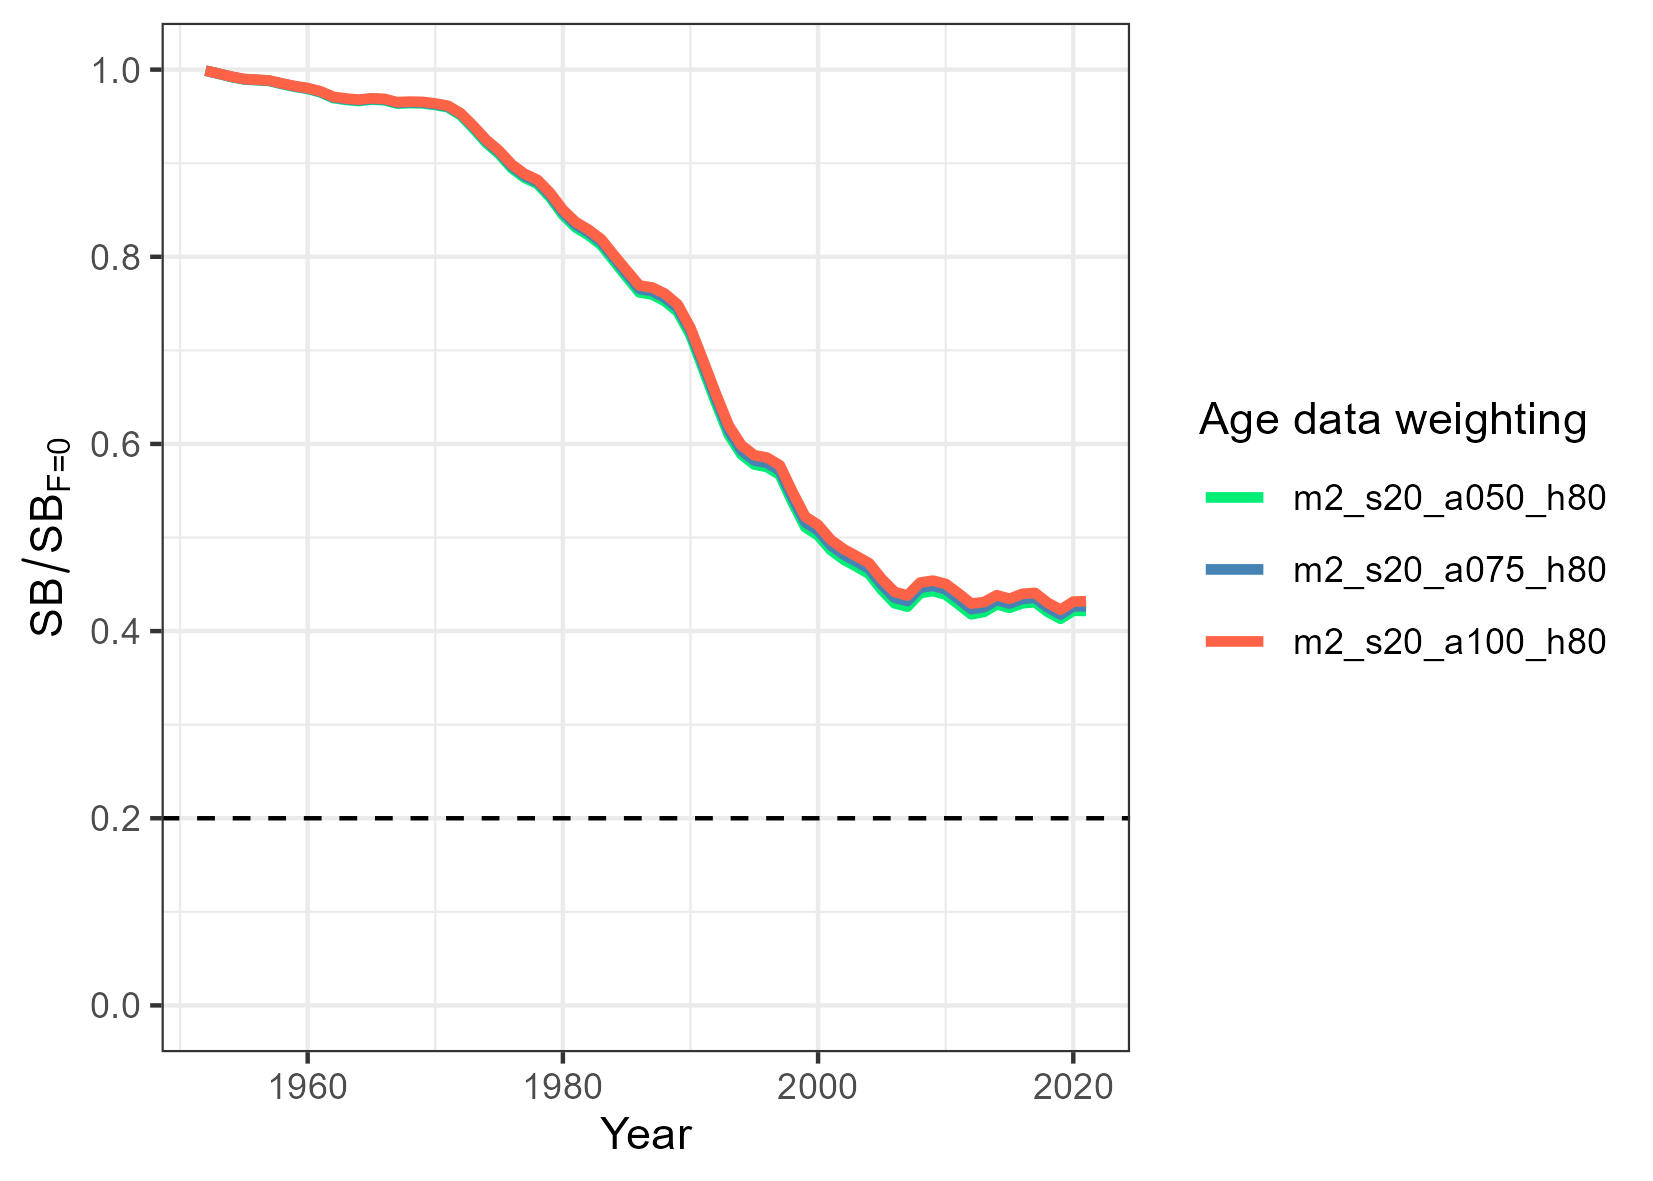 1.0
0.8
0.6
0.4
0.2
0.0
SB/SBF=0
1960 1980 2000 2020
Year
Age data weighting
m2_s20_a050_h80
m2_s20_a075_h80
m2_s20_a100_h80